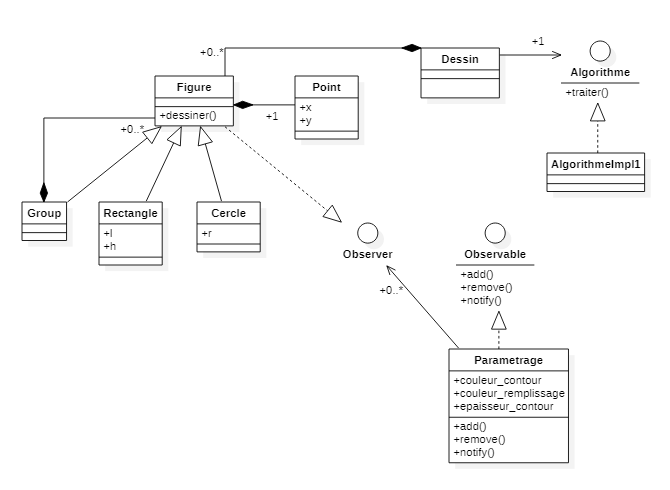 +0..*
Dessin
+1
Algorithme
+traiter()
Figure
+dessiner()
Point
+x
+y
+1
+0..*
AlgorithmeImpl1
Group
Rectangle
+l
+h
Cercle
+r
Observer
Observable
+add()
+remove()
+notify()
+0..*
Parametrage
+couleur_contour
+couleur_remplissage
+epaisseur_contour
+add()
+remove()
+notify()